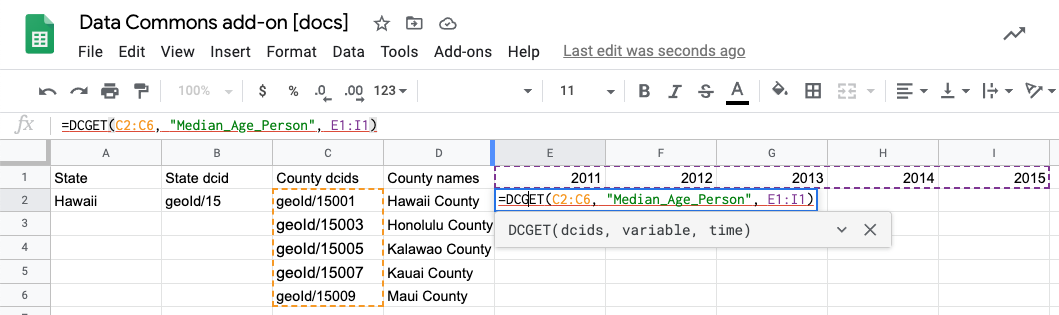 Data Commons add-on [docs]
File Edit View Insert Format Data Tools Add-ons Help Last edit was seconds ago
100% $ % .0 .00 123 11 B I S A
fx =DCGET(C2:C6, "Median_Age_Person", E1:I1)
A B C D E F G H I
1 State State dcid County dcids County names 2011 2012 2013 2014 2015
2 Hawaii geoId/15 geoId/15001 Hawaii County =DCGET(C2:C6, "Median_Age_Person", E1:I1)
3 geoId/15003 Honolulu County DCGET(dcids, variable, time)
4 geoId/15005 Kalawao County
5 geoId/15007 Kauai County
6 geoId/15009 Maui County